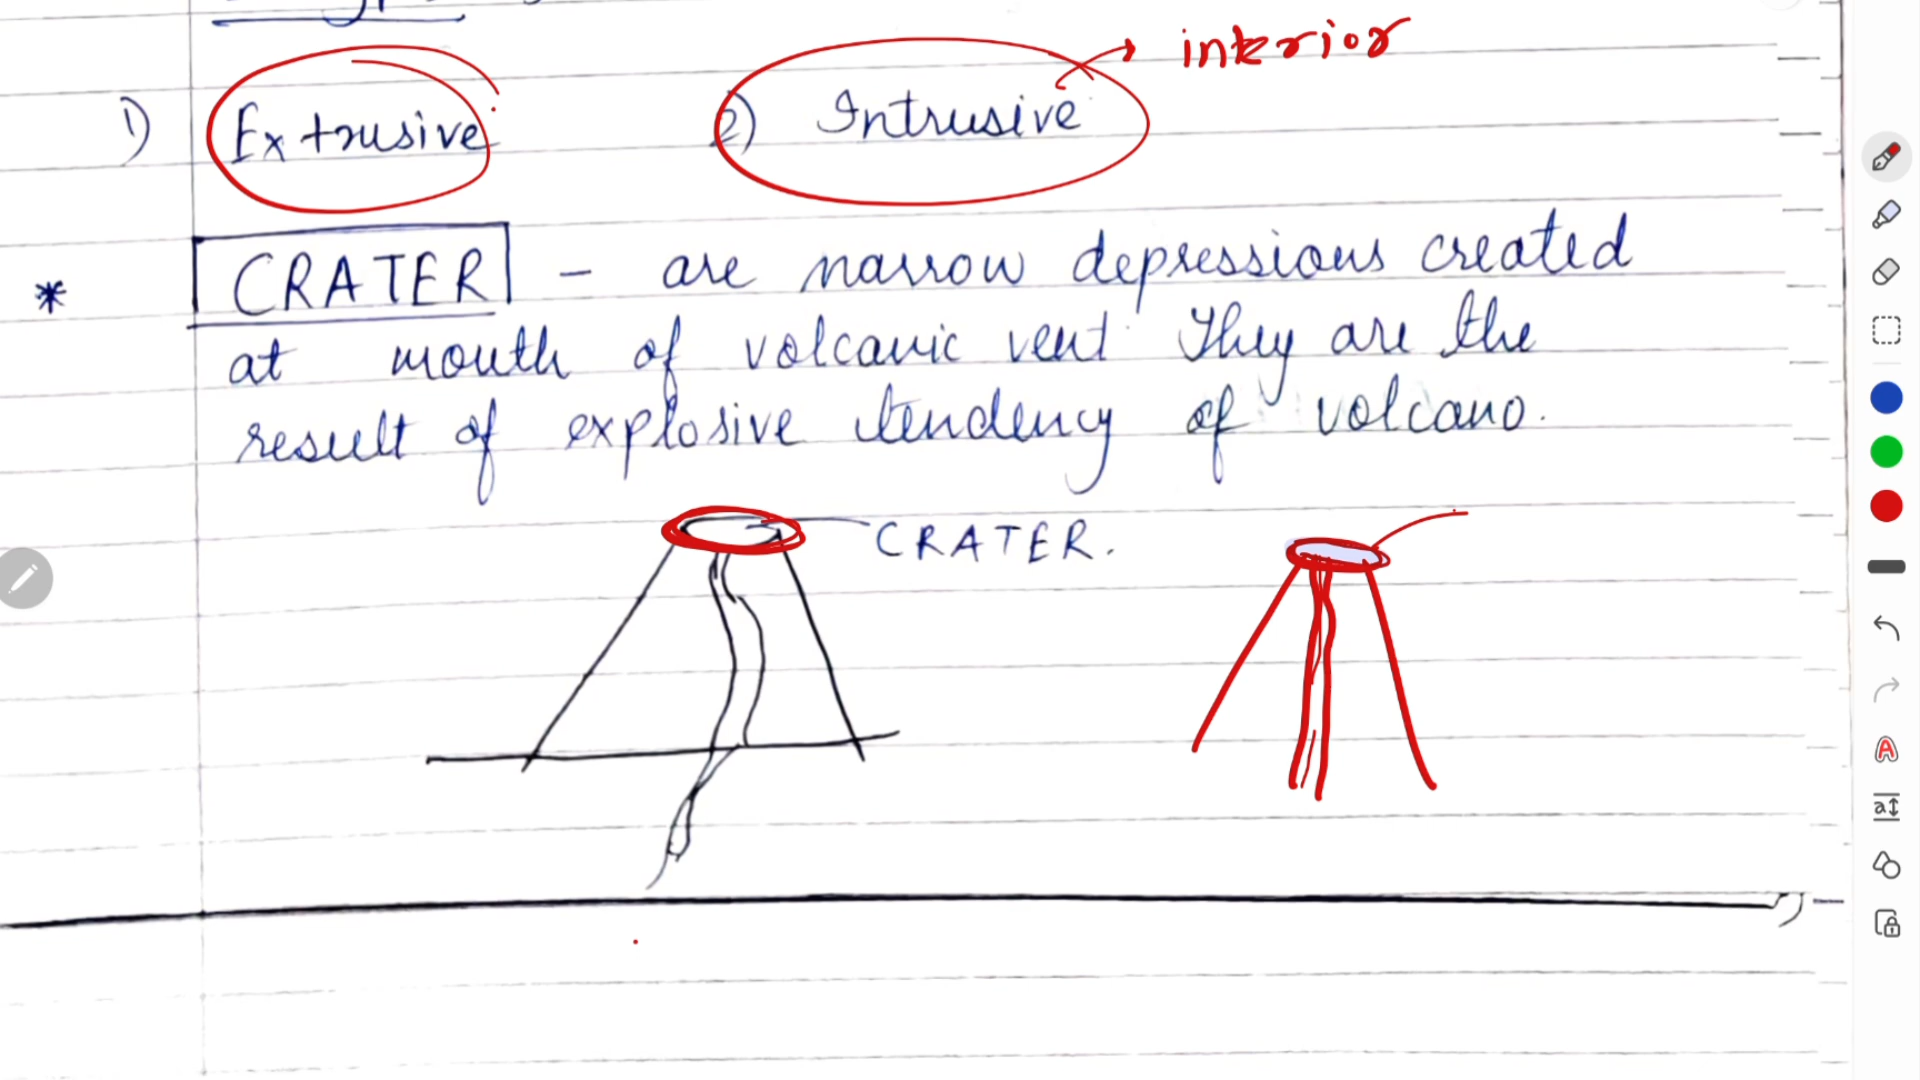 → interior
1) Extrusive 2) Intrusive
* CRATER - are narrow depressions created
at mouth of volcanic vent. They are the
result of explosive tendency of volcano.
CRATER.